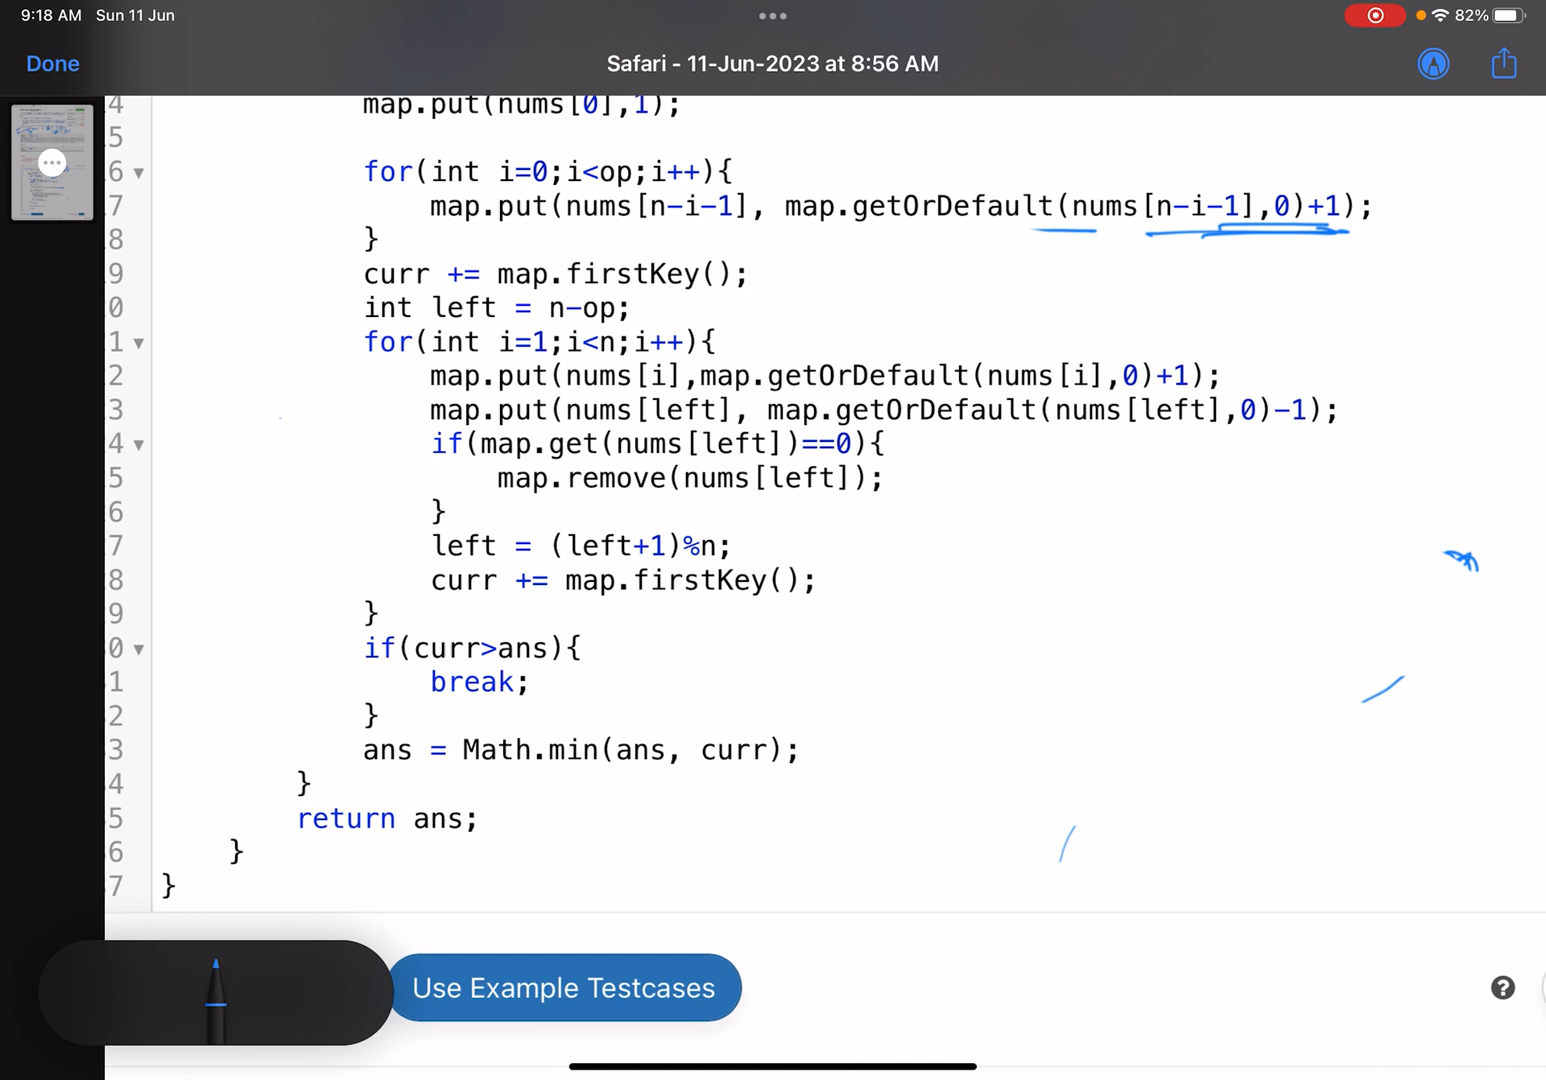 9:18 AM Sun 11 Jun
82%
Done
Safari - 11-Jun-2023 at 8:56 AM
4 map.put(nums[0],1);
5
6 for(int i=0;i<op;i++){
7 map.put(nums[n-i-1], map.getOrDefault(nums[n-i-1],0)+1);
8 }
9 curr += map.firstKey();
0 int left = n-op;
1 for(int i=1;i<n;i++){
2 map.put(nums[i],map.getOrDefault(nums[i],0)+1);
3 map.put(nums[left], map.getOrDefault(nums[left],0)-1);
4 if(map.get(nums[left])==0){
5 map.remove(nums[left]);
6 }
7 left = (left+1)%n;
8 curr += map.firstKey();
9 }
0 if(curr>ans){
1 break;
2 }
3 ans = Math.min(ans, curr);
4 }
5 return ans;
6 }
7 }
Use Example Testcases
?